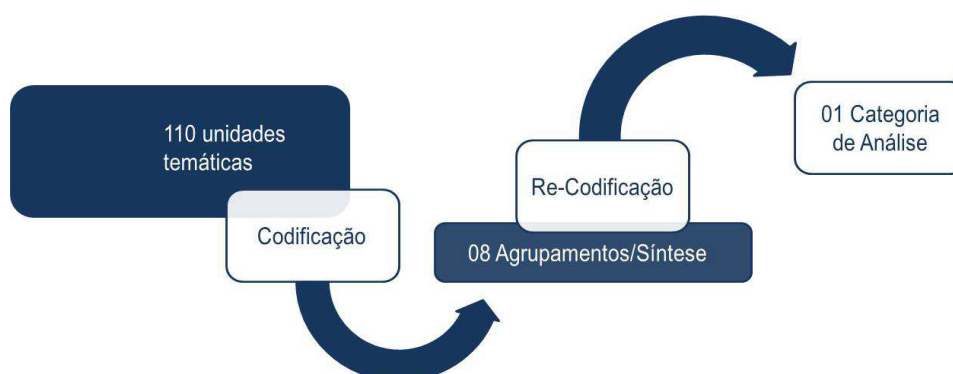 110 unidades
temáticas
Codificação
Re-Codificação
08 Agrupamentos/Síntese
01 Categoria
de Análise